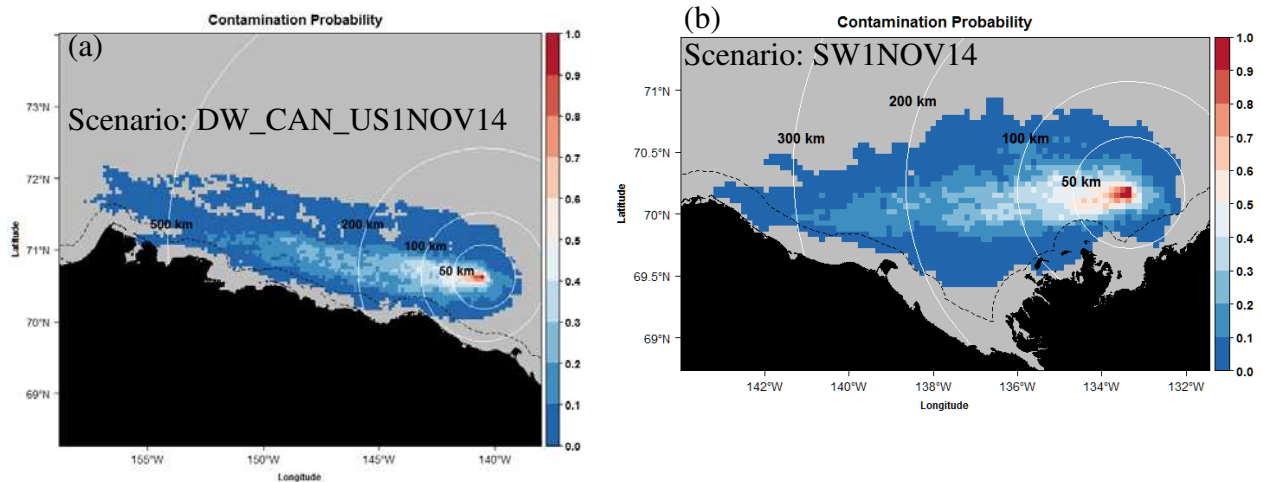 Contamination Probability
(a)
Scenario: DW_CAN_US1NOV14
73°N
72°N
71°N
70°N
69°N
Latitude
500 km
200 km
100 km
50 km
155°W
150°W
145°W
140°W
Longitude
1.0
0.9
0.8
0.7
0.6
0.5
0.4
0.3
0.2
0.1
0.0
(b)
Contamination Probability
Scenario: SW1NOV14
71°N
70.5°N
70°N
69.5°N
69°N
Latitude
300 km
200 km
100 km
50 km
142°W
140°W
138°W
136°W
134°W
132°W
Longitude
1.0
0.9
0.8
0.7
0.6
0.5
0.4
0.3
0.2
0.1
0.0